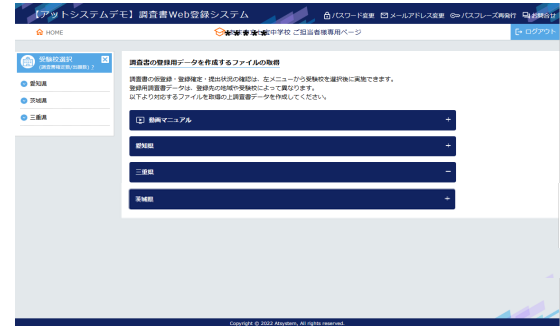 【アットシステムデモ】調査書Web登録システム
パスワード変更 メールアドレス変更 パスフレーズ再発行 お問合せ
HOME
中学校 ご担当者様専用ページ
ログアウト
受験校選択
愛知県
茨城県
三重県
調査書の登録用データを作成するファイルの取得
調査書の仮登録・登録確定・提出状況の確認は、左メニューから受験校を選択後に実施できます。
登録用調査書データは、登録先の地域や受験校によって異なります。
以下より対応するファイルを取得の上調査書データを作成してください。
動画マニュアル +
愛知県 +
三重県 −
茨城県 +
Copyright © 2022 Atsystem, All rights reserved.